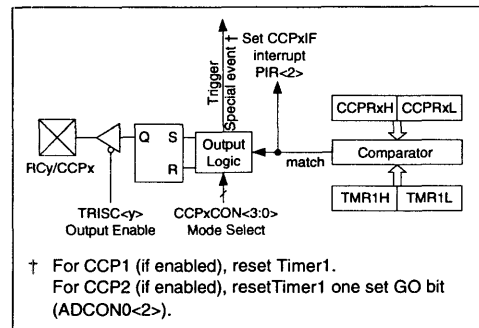 Trigger
Special event †
Set CCPxIF
interrupt
PIR<2>
CCPRxH CCPRxL
Q S
R
Output
Logic
match
Comparator
RCy/CCPx
TMR1H TMR1L
TRISC<y>
Output Enable
CCPxCON<3:0>
Mode Select
† For CCP1 (if enabled), reset Timer1.
For CCP2 (if enabled), resetTimer1 one set GO bit
(ADCON0<2>).